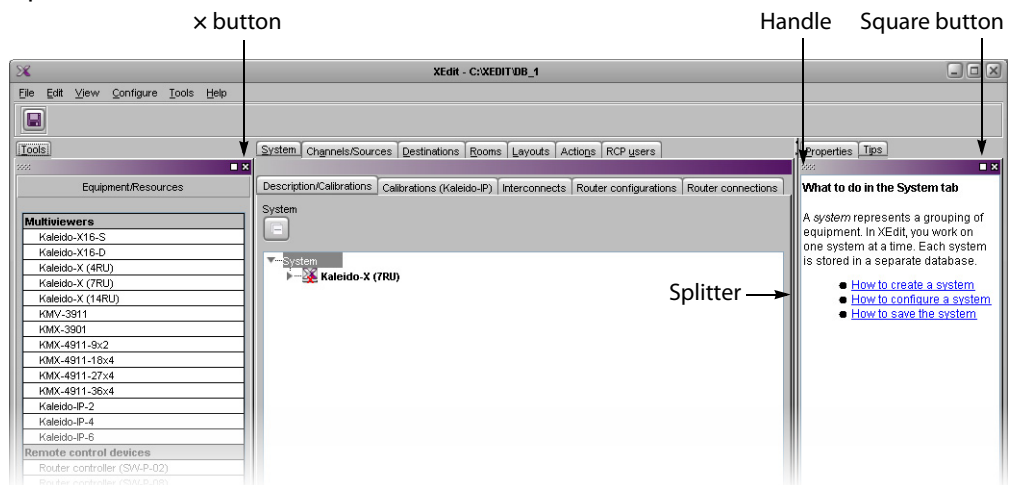 × button
Handle
Square button
XEdit - C:\XEDIT\DB_1
File Edit View Configure Tools Help
Tools
Equipment/Resources
Multiviewers
Kaleido-X16-S
Kaleido-X16-D
Kaleido-X (4RU)
Kaleido-X (7RU)
Kaleido-X (14RU)
KMV-3911
KMX-3901
KMX-4911-9x2
KMX-4911-18x4
KMX-4911-27x4
KMX-4911-36x4
Kaleido-IP-2
Kaleido-IP-4
Kaleido-IP-6
Remote control devices
Router controller (SW-P-02)
Router controller (SW-P-08)
System Channels/Sources Destinations Rooms Layouts Actions RCP users
Description/Calibrations Calibrations (Kaleido-IP) Interconnects Router configurations Router connections
System
System
Kaleido-X (7RU)
Splitter
Properties Tips
What to do in the System tab
A system represents a grouping of
equipment. In XEdit, you work on
one system at a time. Each system
is stored in a separate database.
How to create a system
How to configure a system
How to save the system